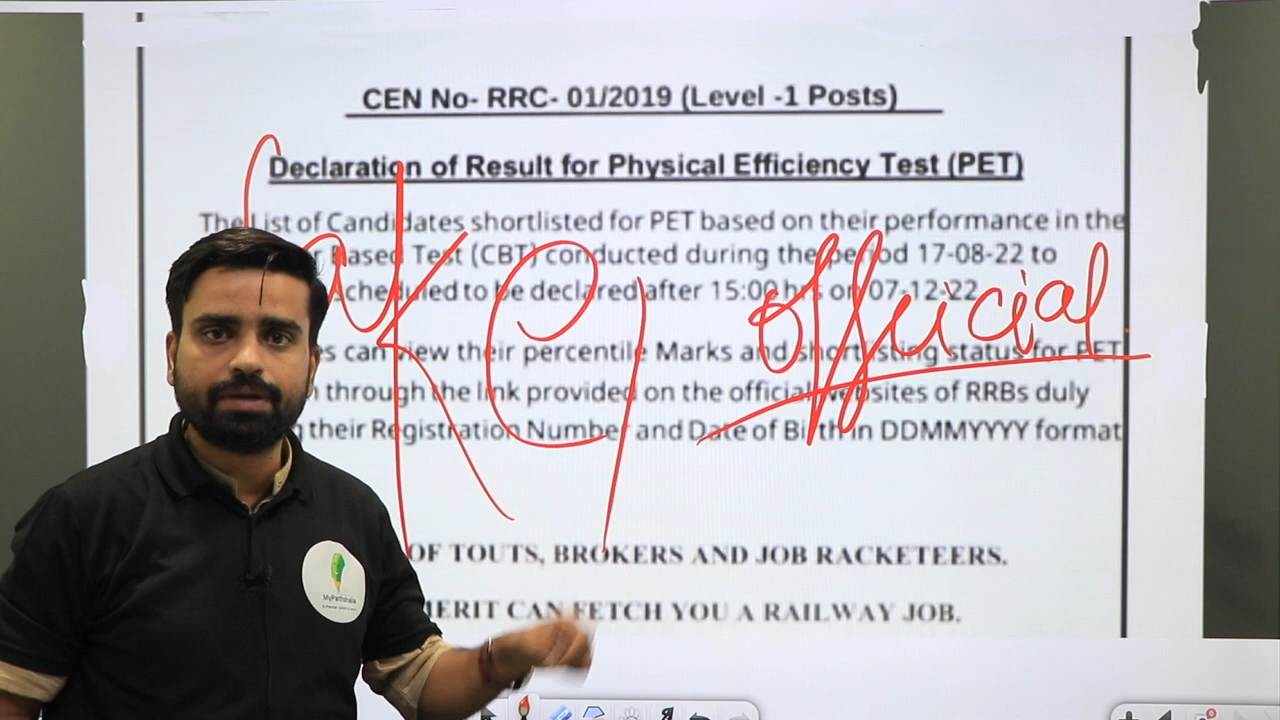 CEN No- RRC- 01/2019 (Level -1 Posts)
Declaration of Result for Physical Efficiency Test (PET)
The List of Candidates shortlisted for PET based on their performance in the
Based Test (CBT) conducted during the period 17-08-22 to
scheduled to be declared after 15:00 hrs on 07-12-22
can view their percentile Marks and shortlisting status for PET
through the link provided on the official websites of RRBs duly
their Registration Number and Date of Birth in DDMMYYYY format
official
OF TOUTS, BROKERS AND JOB RACKETEERS.
MERIT CAN FETCH YOU A RAILWAY JOB.
MyPathshala